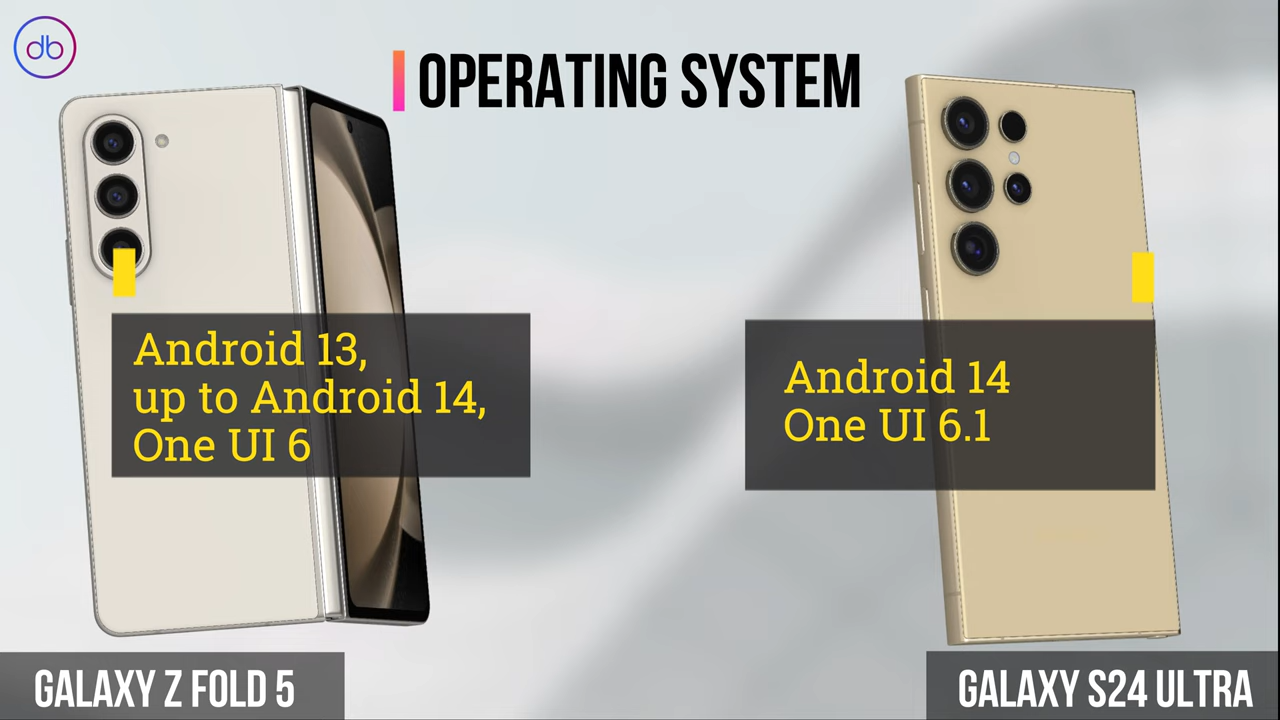 db
OPERATING SYSTEM
Android 13,
up to Android 14,
One UI 6
Android 14
One UI 6.1
GALAXY Z FOLD 5
GALAXY S24 ULTRA